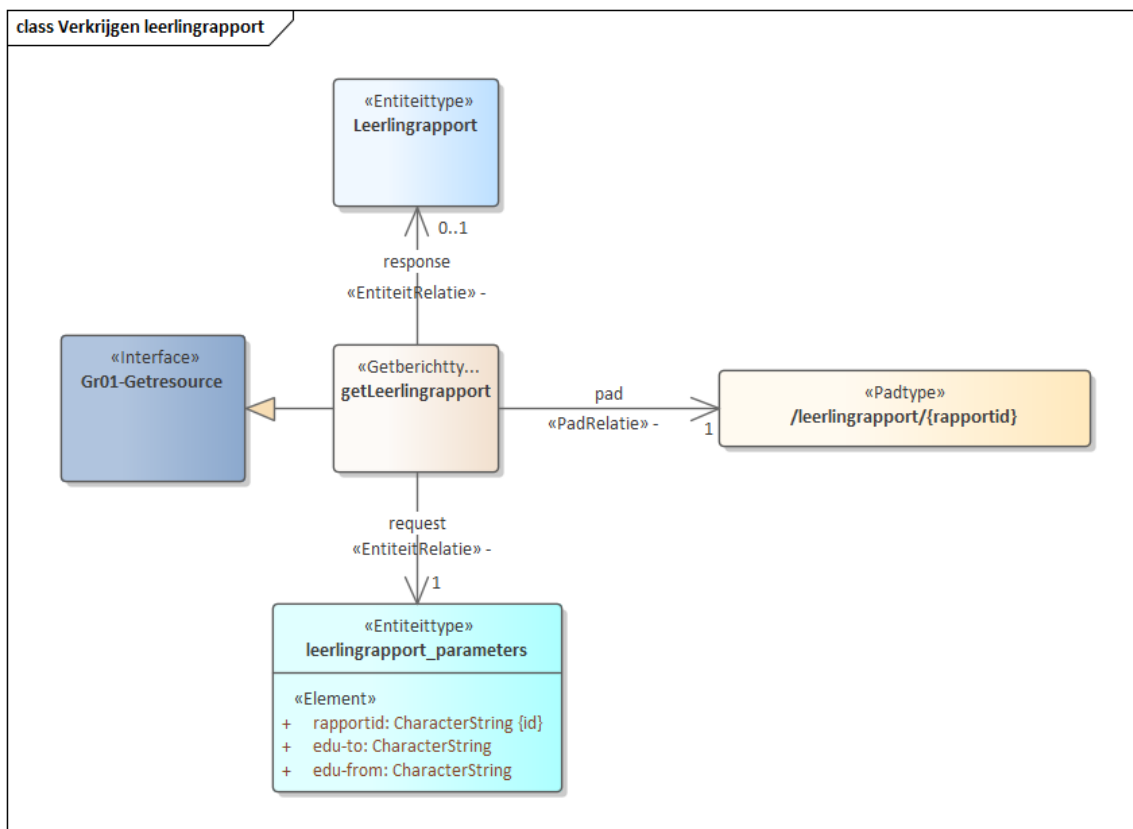 class Verkrijgen leerlingrapport
«Entiteittype»
Leerlingrapport
0..1
response
«EntiteitRelatie» -
«Interface»
Gr01-Getresource
«Getberichtty...
getLeerlingrapport
pad
«PadRelatie» -
1
«Padtype»
/leerlingrapport/{rapportid}
request
«EntiteitRelatie» -
1
«Entiteittype»
leerlingrapport_parameters
«Element»
+ rapportid: CharacterString {id}
+ edu-to: CharacterString
+ edu-from: CharacterString